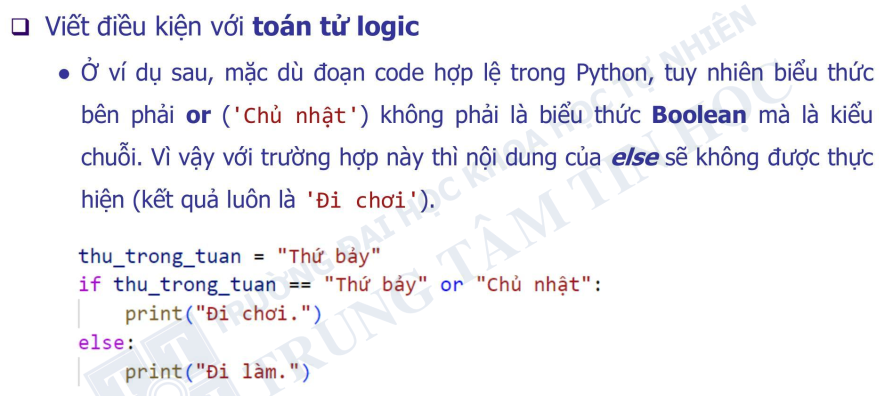 ❑ Viết điều kiện với toán tử logic
● Ở ví dụ sau, mặc dù đoạn code hợp lệ trong Python, tuy nhiên biểu thức
bên phải or ('Chủ nhật') không phải là biểu thức Boolean mà là kiểu
chuỗi. Vì vậy với trường hợp này thì nội dung của else sẽ không được thực
hiện (kết quả luôn là 'Đi chơi').
thu_trong_tuan = "Thứ bảy"
if thu_trong_tuan == "Thứ bảy" or "Chủ nhật":
    print("Đi chơi.")
else:
    print("Đi làm.")
TRƯỜNG ĐẠI HỌC KHOA HỌC TỰ NHIÊN
TRUNG TÂM TIN HỌC